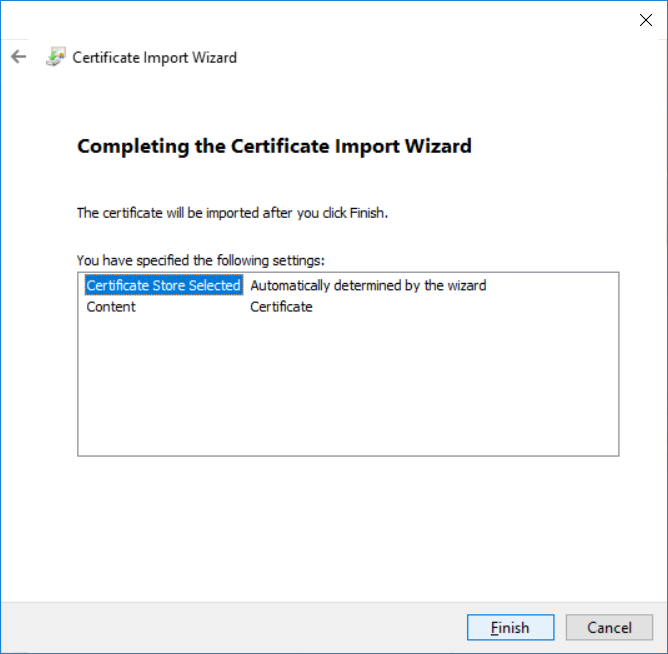 Certificate Import Wizard
Completing the Certificate Import Wizard
The certificate will be imported after you click Finish.
You have specified the following settings:
Certificate Store Selected Automatically determined by the wizard
Content Certificate
Finish Cancel